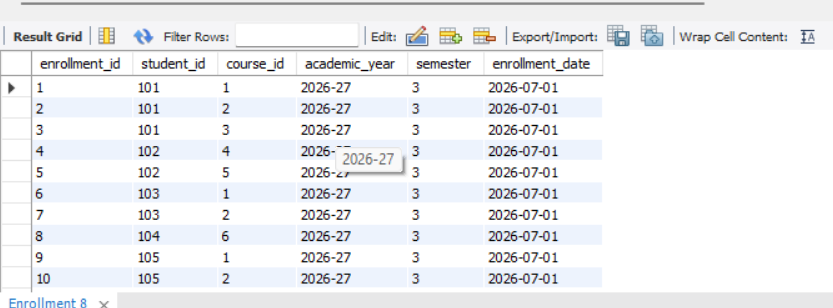 Result Grid Filter Rows: Edit: Export/Import: Wrap Cell Content:
enrollment_id student_id course_id academic_year semester enrollment_date
1 101 1 2026-27 3 2026-07-01
2 101 2 2026-27 3 2026-07-01
3 101 3 2026-27 3 2026-07-01
4 102 4 2026- 3 2026-07-01
2026-27
5 102 5 2026-27 3 2026-07-01
6 103 1 2026-27 3 2026-07-01
7 103 2 2026-27 3 2026-07-01
8 104 6 2026-27 3 2026-07-01
9 105 1 2026-27 3 2026-07-01
10 105 2 2026-27 3 2026-07-01
Enrollment 8